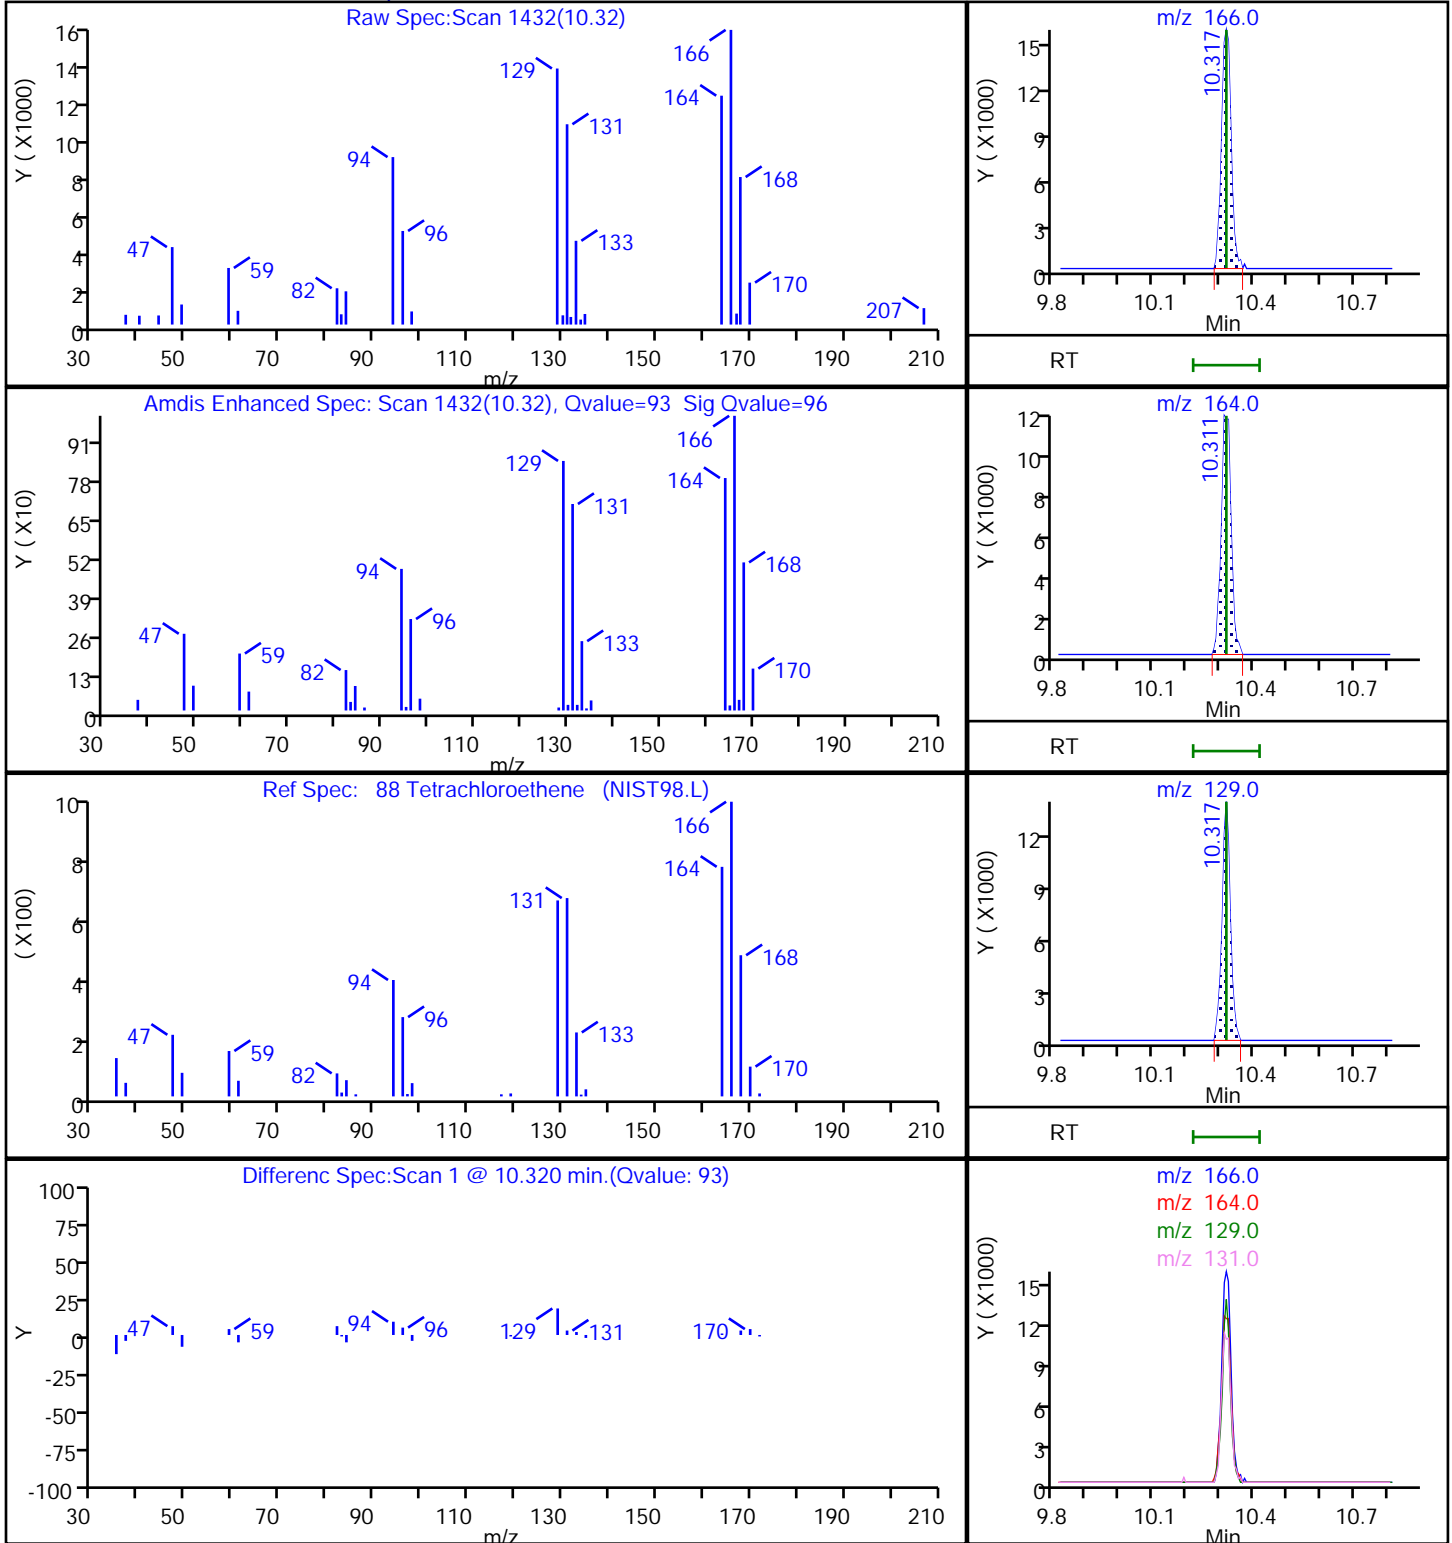 Raw Spec:Scan 1432(10.32)
Y ( X1000)
16
14
12
10
8
6
4
2
0
166
129
164
131
94
168
96
47
133
59
82
170
207
30 50 70 90 110 130 150 170 190 210
m/z
m/z 166.0
Y ( X1000)
15
12
9
6
3
0
10.317
9.8 10.1 10.4 10.7
Min
RT
Amdis Enhanced Spec: Scan 1432(10.32), Qvalue=93 Sig Qvalue=96
Y ( X10)
91
78
65
52
39
26
13
0
166
129
164
131
94
168
96
47
133
59
82
170
30 50 70 90 110 130 150 170 190 210
m/z
m/z 164.0
Y ( X1000)
12
10
8
6
4
2
0
10.311
9.8 10.1 10.4 10.7
Min
RT
Ref Spec: 88 Tetrachloroethene (NIST98.L)
( X100)
10
8
6
4
2
0
166
164
131
94
168
96
47
133
59
82
170
30 50 70 90 110 130 150 170 190 210
m/z 129.0
Y ( X1000)
12
9
6
3
0
10.317
9.8 10.1 10.4 10.7
Min
RT
Differenc Spec:Scan 1 @ 10.320 min.(Qvalue: 93)
Y
100
75
50
25
0
-25
-50
-75
-100
47
59
94
96
129
131
170
30 50 70 90 110 130 150 170 190 210
m/z
m/z 166.0
m/z 164.0
m/z 129.0
m/z 131.0
Y ( X1000)
15
12
9
6
3
0
9.8 10.1 10.4 10.7
Min